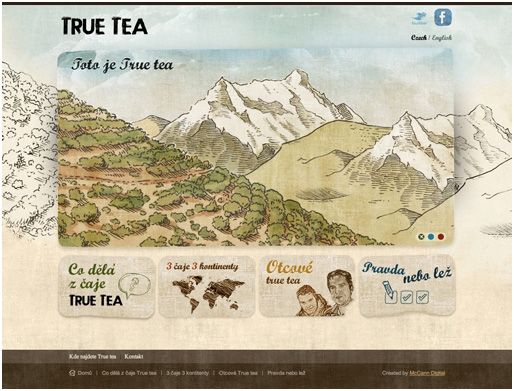 TRUE TEA
Czech / English
Toto je True tea
Co dělá
z čaje
TRUE TEA
3 čaje 3 kontinenty
Otcové
true tea
Pravda
nebo lež
Kde najdete True tea | Kontakt
Domů | Co dělá z čaje True tea | 3 čaje 3 kontinenty | Otcové True tea | Pravda nebo lež
Created by McCann Digital